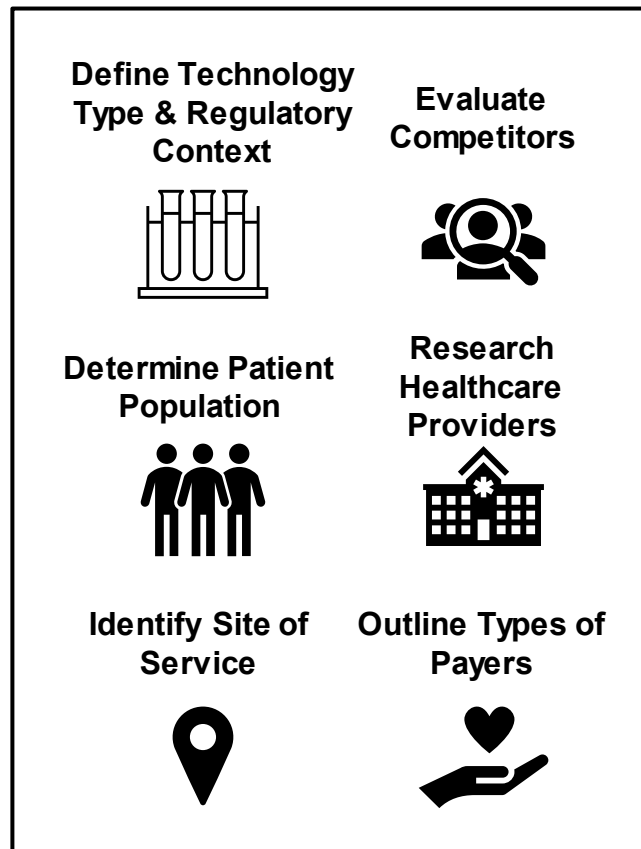 Define Technology
Type & Regulatory
Context
Evaluate
Competitors
Determine Patient
Population
Research
Healthcare
Providers
Identify Site of
Service
Outline Types of
Payers